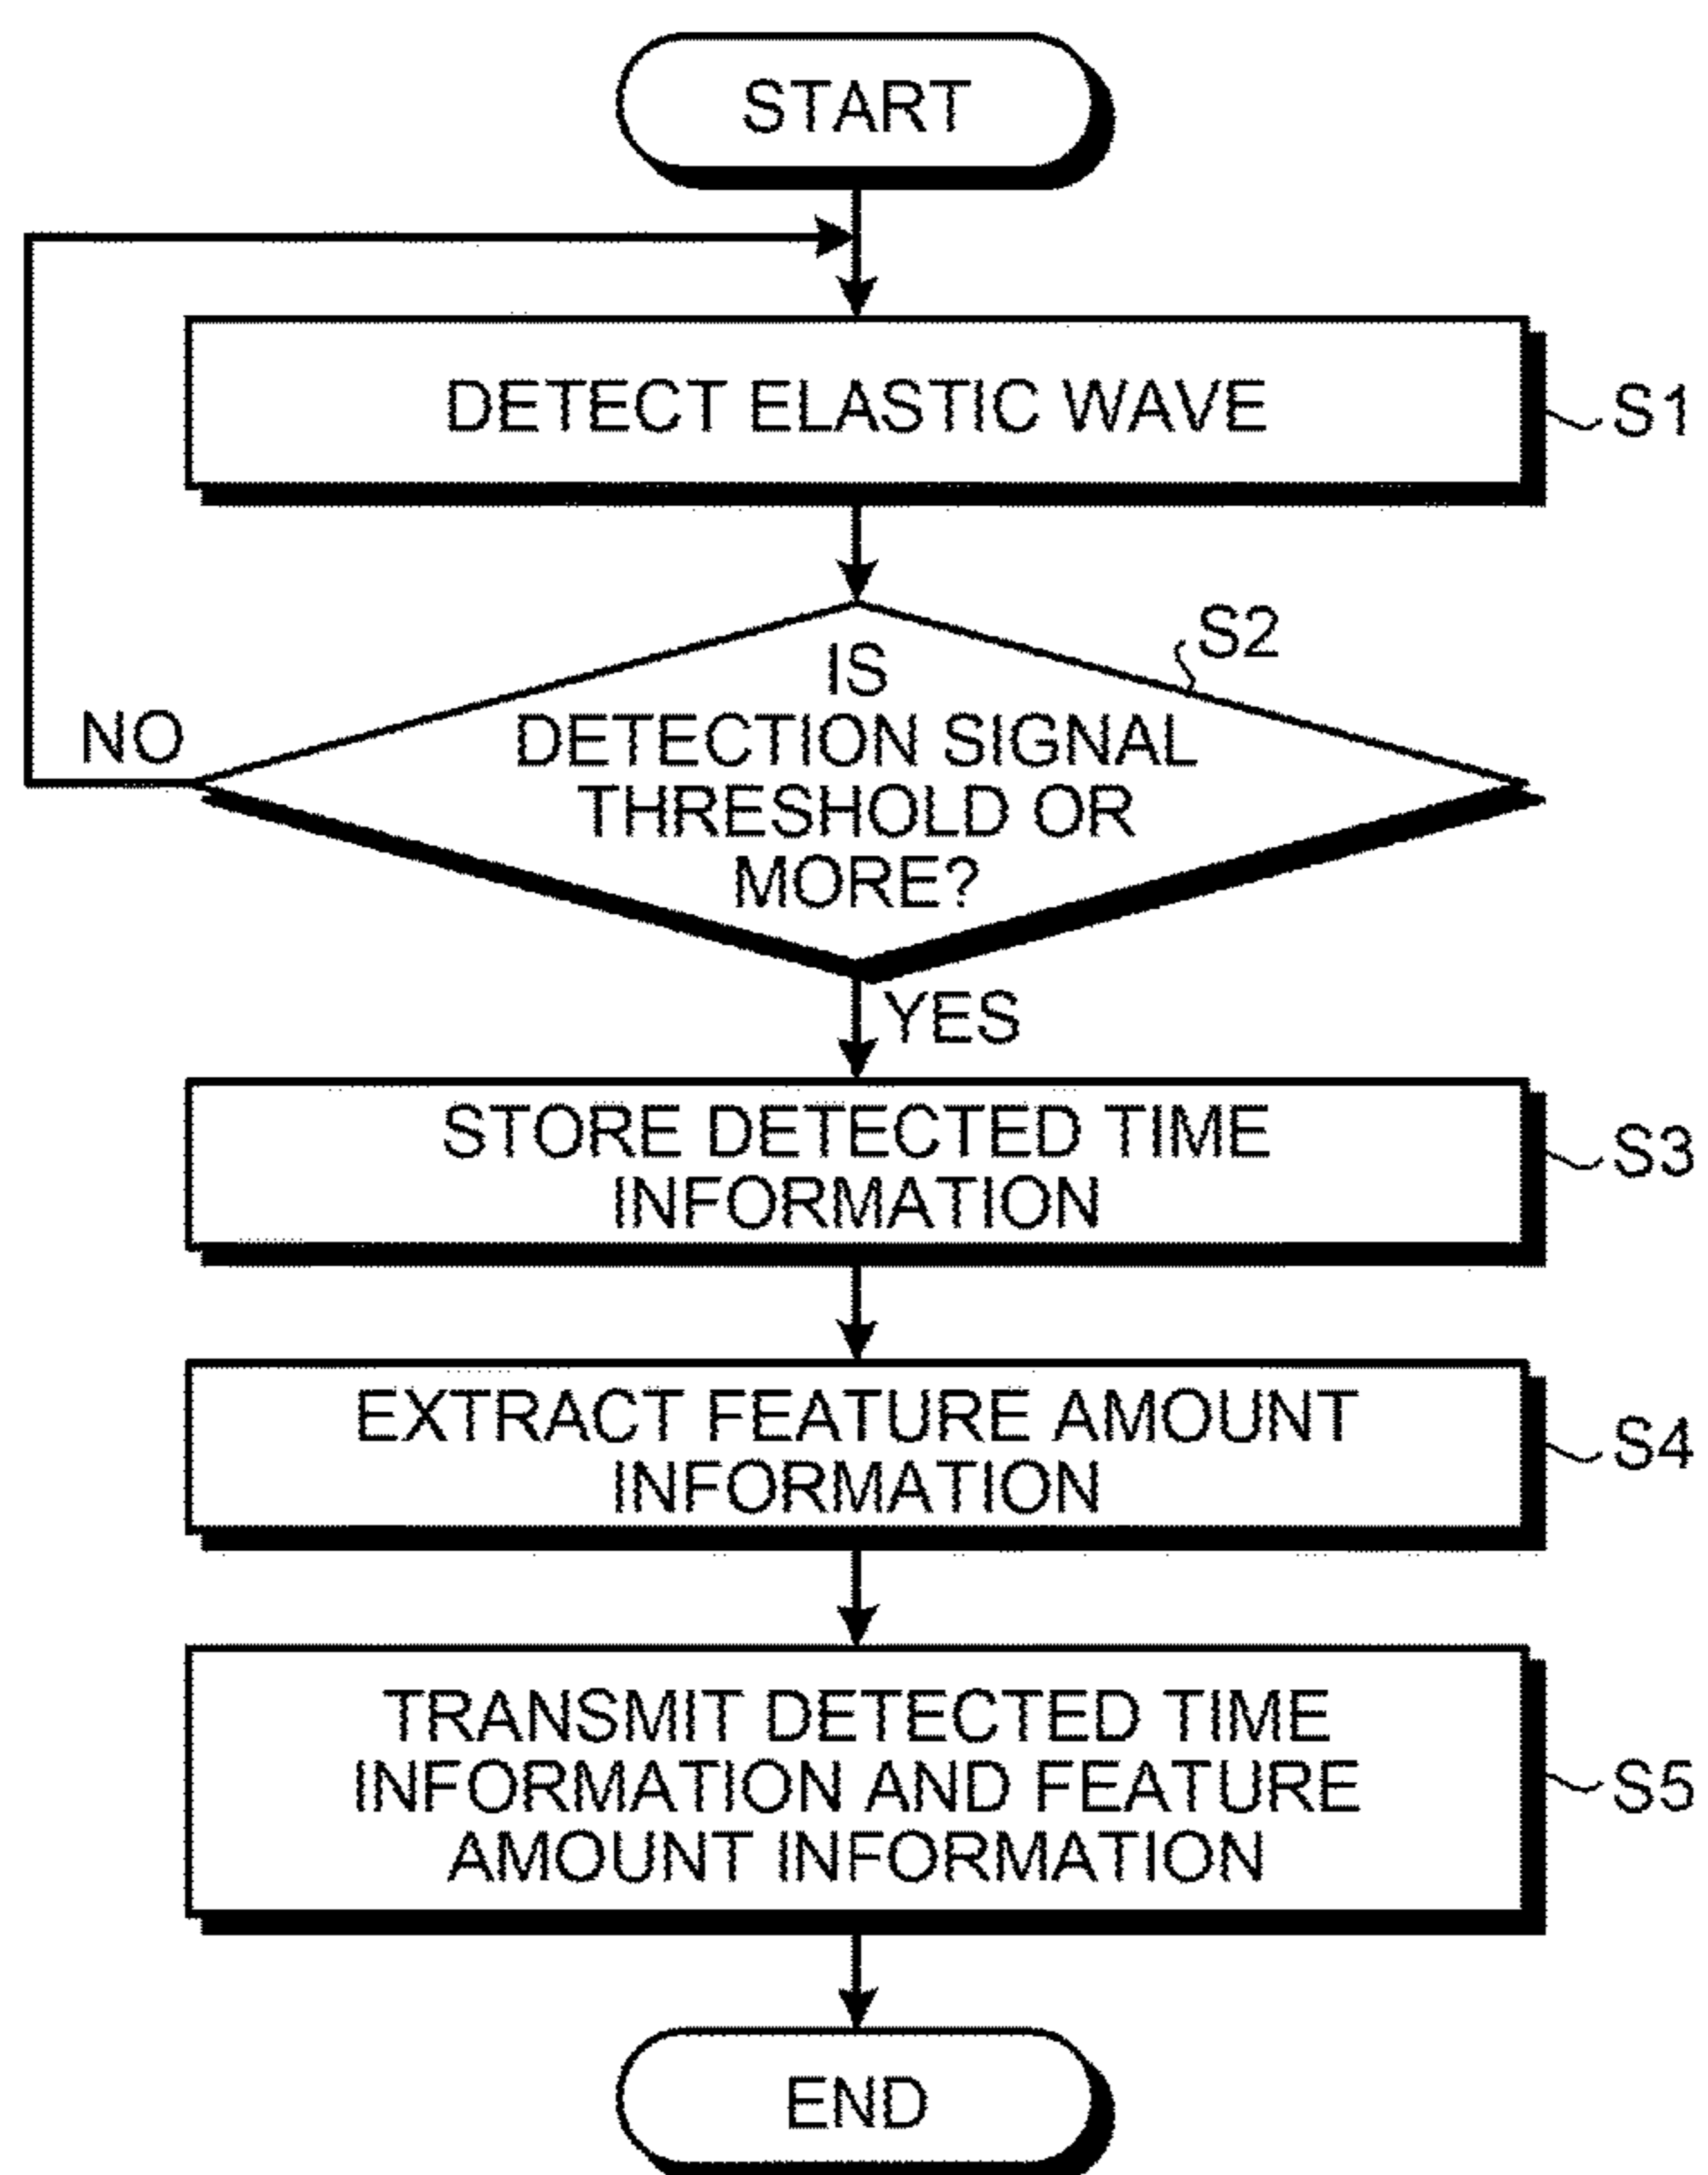 START
DETECT ELASTIC WAVE
S1
S2
IS
DETECTION SIGNAL
THRESHOLD OR
MORE?
NO
YES
STORE DETECTED TIME
INFORMATION
S3
EXTRACT FEATURE AMOUNT
INFORMATION
S4
TRANSMIT DETECTED TIME
INFORMATION AND FEATURE
AMOUNT INFORMATION
S5
END